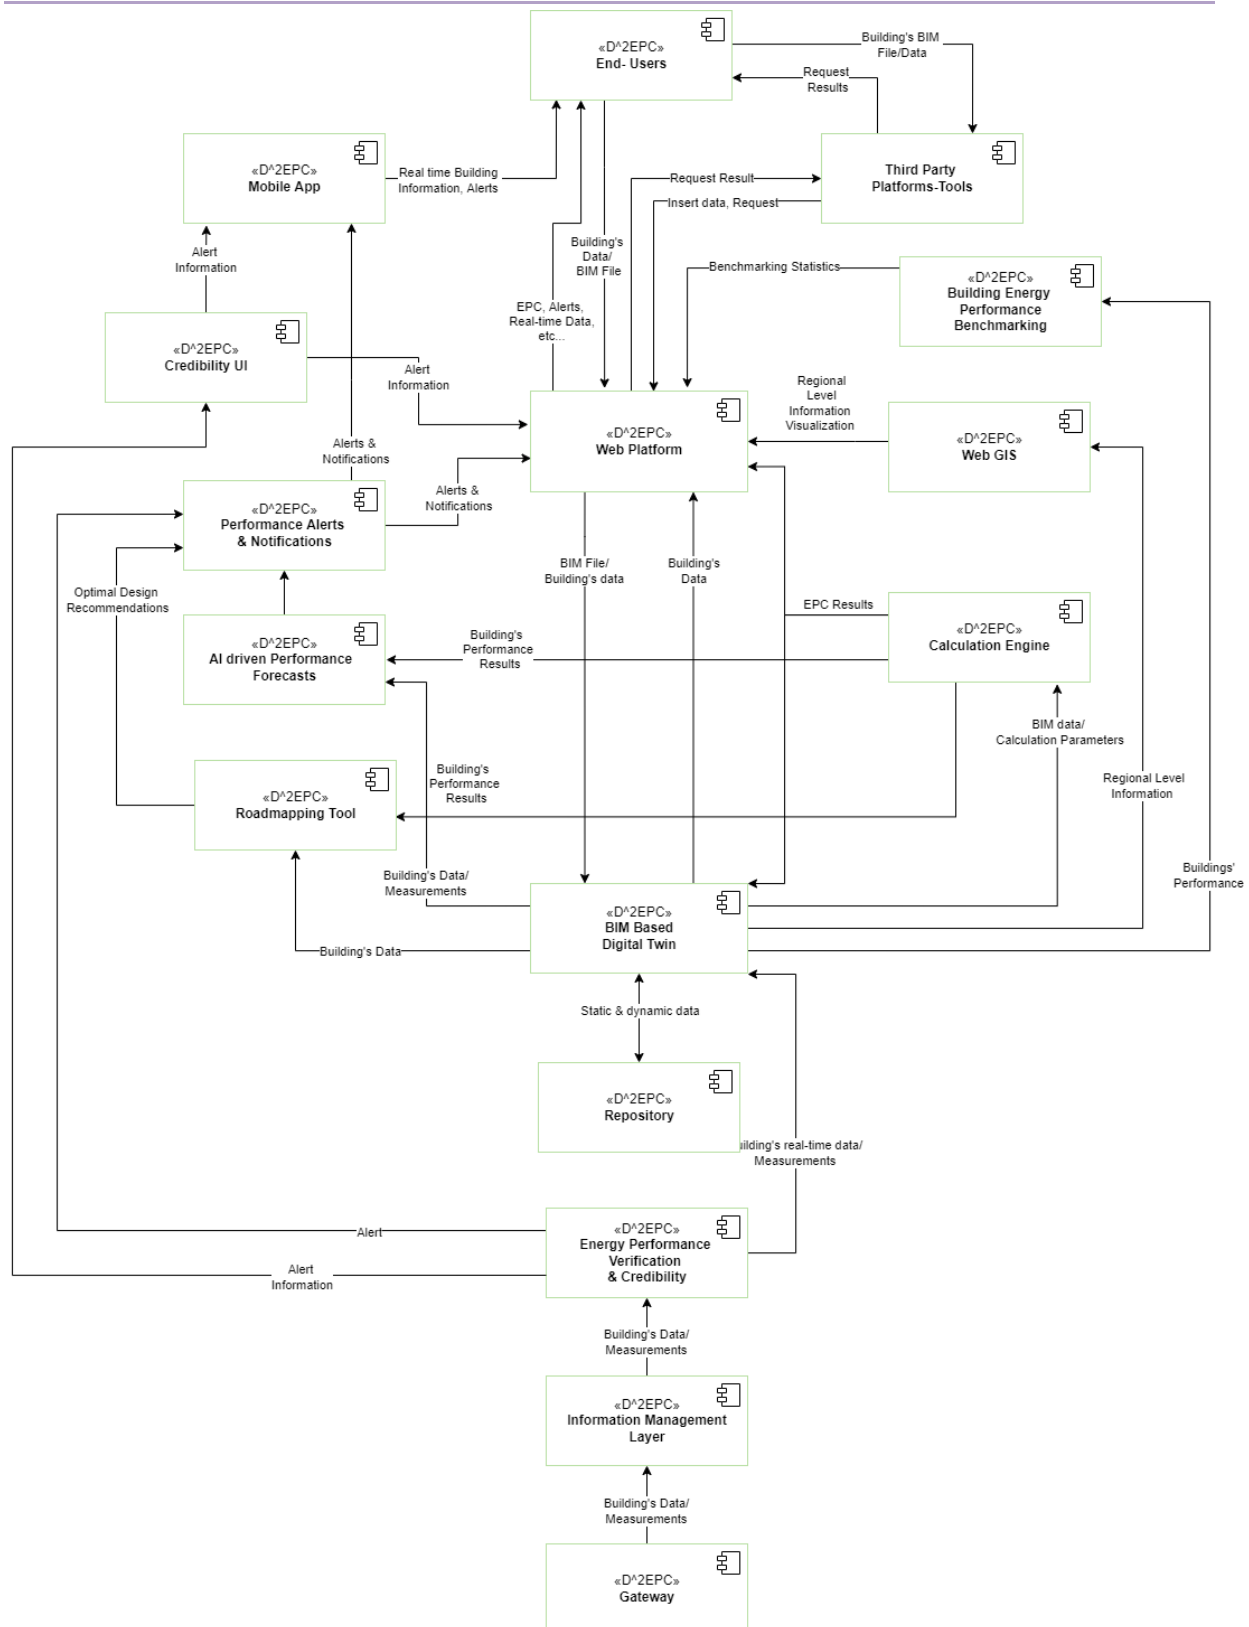 «D^2EPC»
End- Users
Building's BIM
File/Data
Request
Results
«D^2EPC»
Mobile App
Real time Building
Information, Alerts
Request Result
Insert data, Request
Third Party
Platforms-Tools
Alert
Information
Building's
Data/
BIM File
Benchmarking Statistics
«D^2EPC»
Building Energy
Performance
Benchmarking
EPC, Alerts,
Real-time Data,
etc...
«D^2EPC»
Credibility UI
Alert
Information
Regional
Level
Information
Visualization
«D^2EPC»
Web Platform
«D^2EPC»
Web GIS
Alerts &
Notifications
Alerts &
Notifications
«D^2EPC»
Performance Alerts
& Notifications
BIM File/
Building's data
Building's
Data
Optimal Design
Recommendations
EPC Results
«D^2EPC»
Calculation Engine
«D^2EPC»
AI driven Performance
Forecasts
Building's
Performance
Results
BIM data/
Calculation Parameters
Building's
Performance
Results
Regional Level
Information
«D^2EPC»
Roadmapping Tool
Building's Data/
Measurements
Buildings'
Performance
«D^2EPC»
BIM Based
Digital Twin
Building's Data
Static & dynamic data
«D^2EPC»
Repository
uilding's real-time data/
Measurements
«D^2EPC»
Energy Performance
Verification
& Credibility
Alert
Alert
Information
Building's Data/
Measurements
«D^2EPC»
Information Management
Layer
Building's Data/
Measurements
«D^2EPC»
Gateway